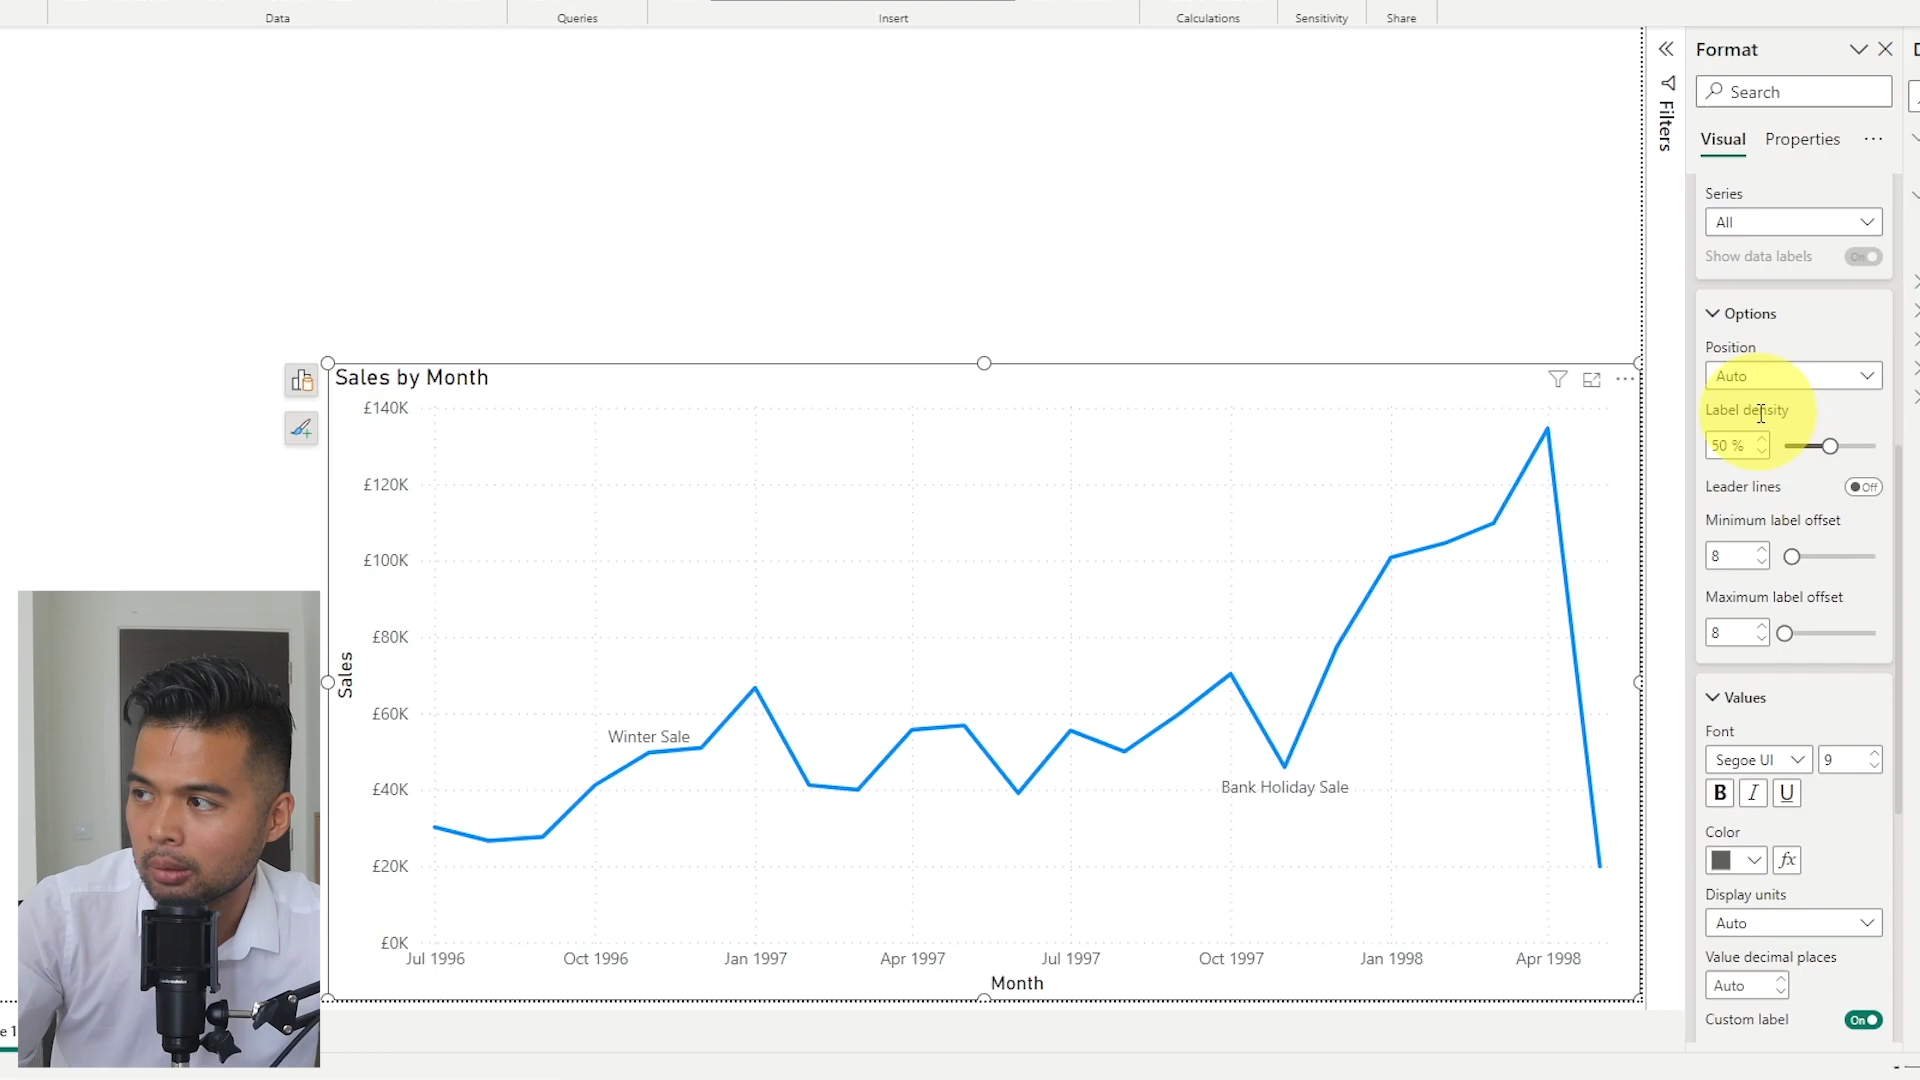 Data
Queries
Insert
Calculations
Sensitivity
Share
Format
Search
Visual
Properties
Filters
Series
All
Show data labels
On
Options
Position
Auto
Label density
50 %
Leader lines
Off
Minimum label offset
8
Maximum label offset
8
Values
Font
Segoe UI
9
B
I
U
Color
fx
Display units
Auto
Value decimal places
Auto
Custom label
On
Sales by Month
£140K
£120K
£100K
£80K
£60K
£40K
£20K
£0K
Sales
Winter Sale
Bank Holiday Sale
Jul 1996
Oct 1996
Jan 1997
Apr 1997
Jul 1997
Oct 1997
Jan 1998
Apr 1998
Month
e 1